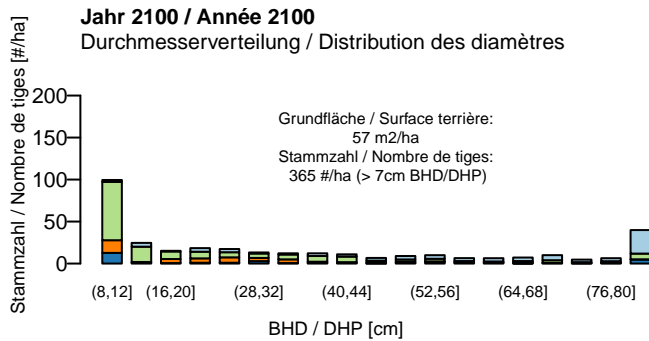 Jahr 2100 / Année 2100
Durchmesserverteilung / Distribution des diamètres
Stammzahl / Nombre de tiges [#/ha]
200
150
100
50
0
Grundfläche / Surface terrière:
57 m2/ha
Stammzahl / Nombre de tiges:
365 #/ha (> 7cm BHD/DHP)
(8,12] (16,20] (28,32] (40,44] (52,56] (64,68] (76,80]
BHD / DHP [cm]